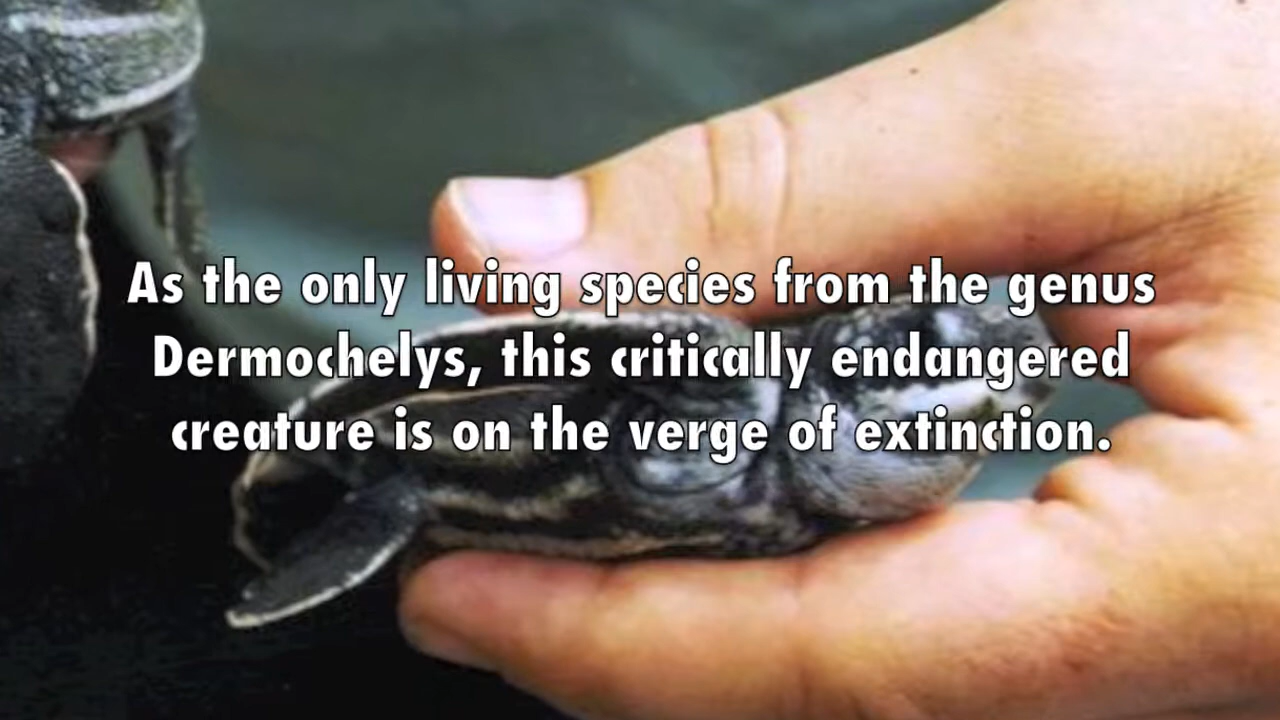 As the only living species from the genus
Dermochelys, this critically endangered
creature is on the verge of extinction.